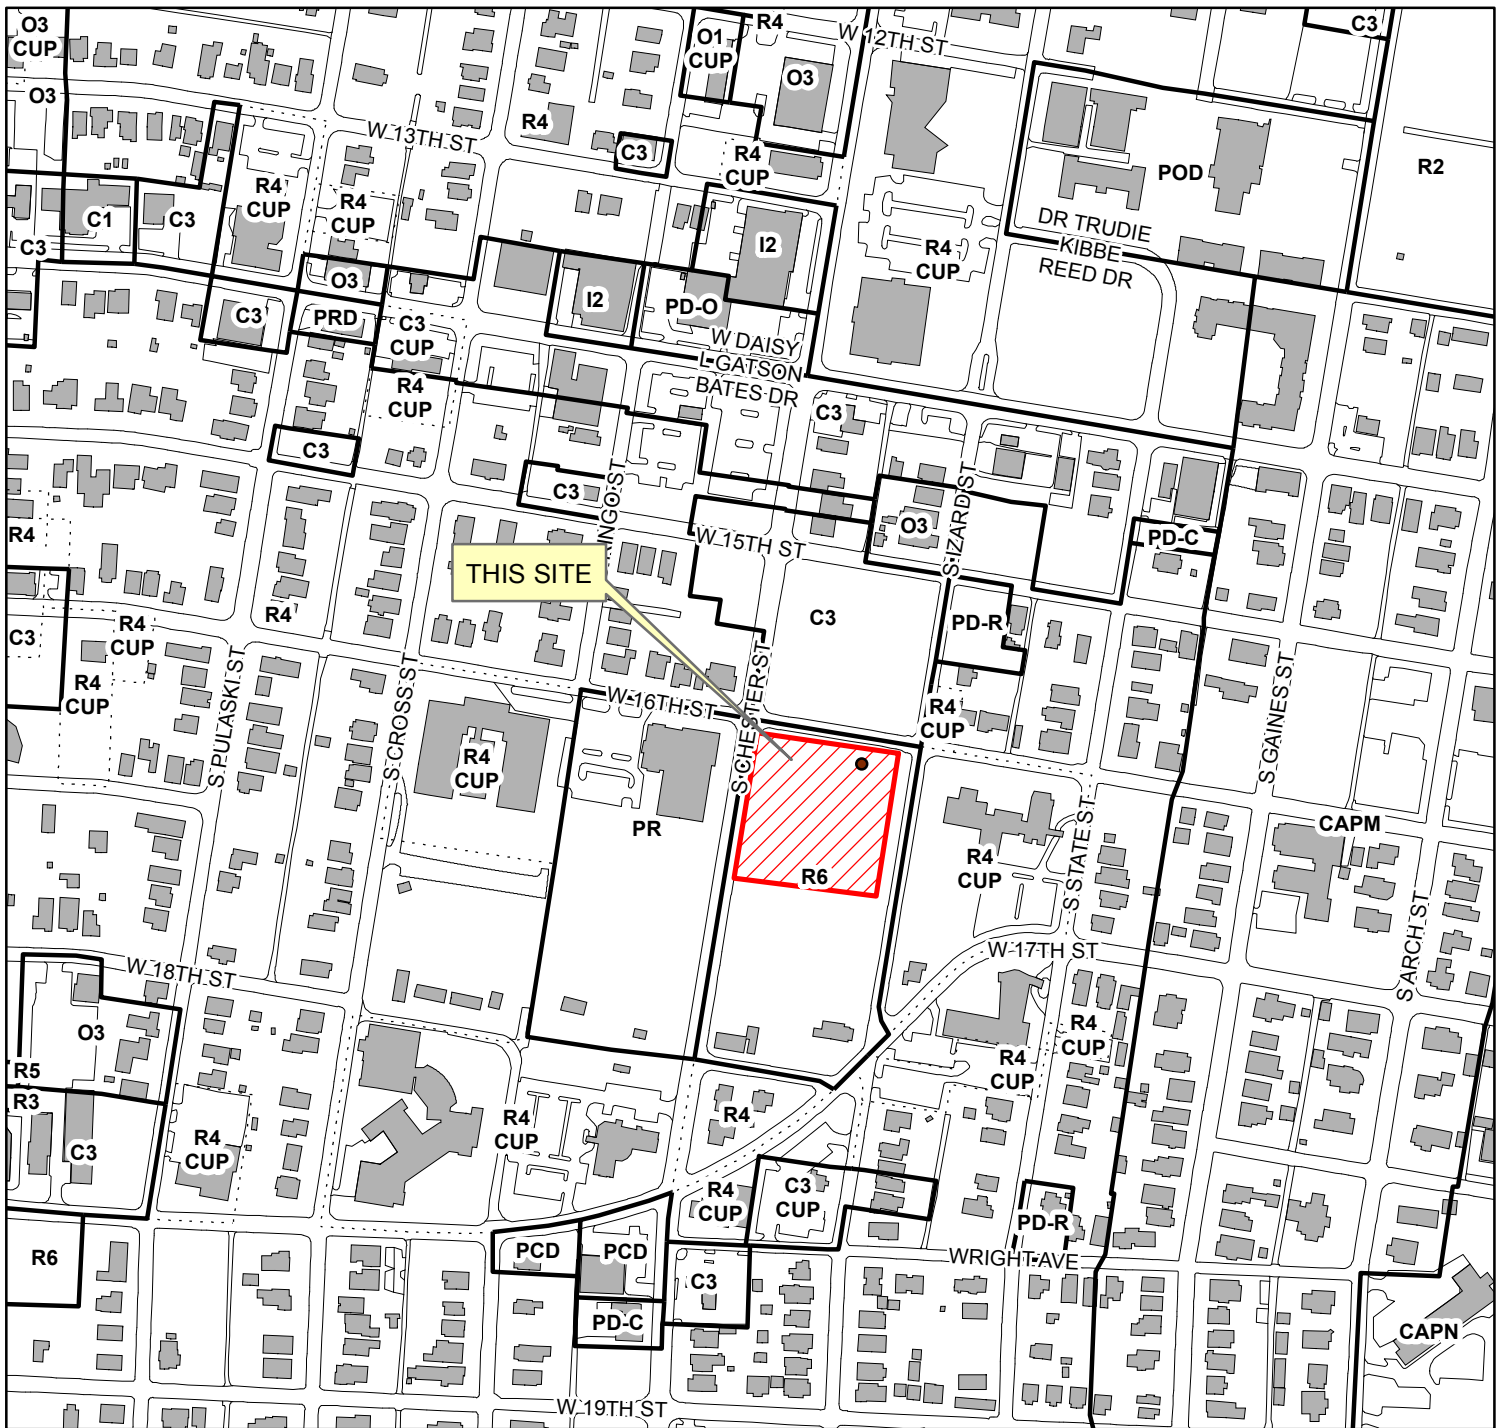 O3
CUP
R4
O1
CUP
W 12TH ST
C3
O3
O3
R4
W 13TH ST
C3
R4
CUP
POD
R2
R4
CUP
R4
CUP
C1
C3
C3
I2
R4
CUP
DR TRUDIE
KIBBE
REED DR
O3
I2
PD-O
C3
PRD
C3
CUP
W DAISY
L GATSON
BATES DR
R4
CUP
C3
C3
C3
RINGO ST
S IZARD ST
O3
R4
W 15TH ST
PD-C
THIS SITE
C3
R4
PD-R
C3
R4
CUP
R4
CUP
S PULASKI ST
S CROSS ST
W 16TH ST
S CHESTER ST
R4
CUP
S GAINES ST
R4
CUP
PR
CAPM
R4
CUP
R6
S STATE ST
S ARCH ST
W 17TH ST
W 18TH ST
O3
R4
CUP
R4
CUP
R5
R3
R4
CUP
R4
R4
CUP
C3
R4
CUP
C3
CUP
PD-R
R6
PCD
PCD
WRIGHT AVE
C3
PD-C
CAPN
W 19TH ST